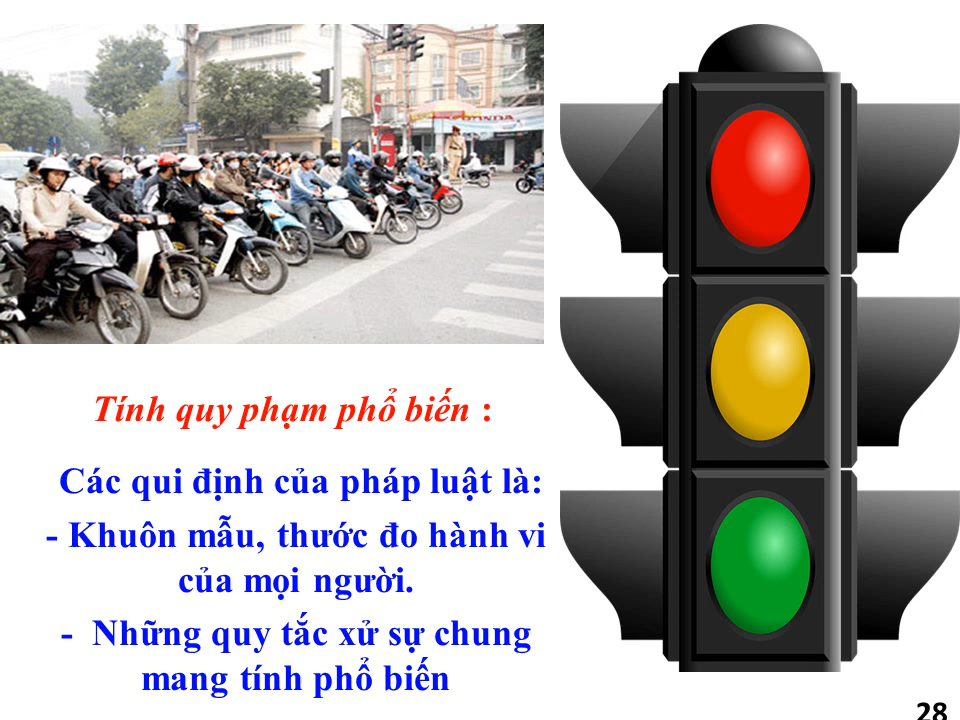 Tính quy phạm phổ biến :
Các qui định của pháp luật là:
- Khuôn mẫu, thước đo hành vi
của mọi người.
- Những quy tắc xử sự chung
mang tính phổ biến
28